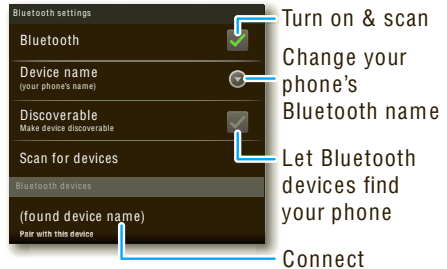 Bluetooth settings
Bluetooth
Device name
(your phone's name)
Discoverable
Make device discoverable
Scan for devices
Bluetooth devices
(found device name)
Pair with this device
Turn on & scan
Change your
phone's
Bluetooth name
Let Bluetooth
devices find
your phone
Connect